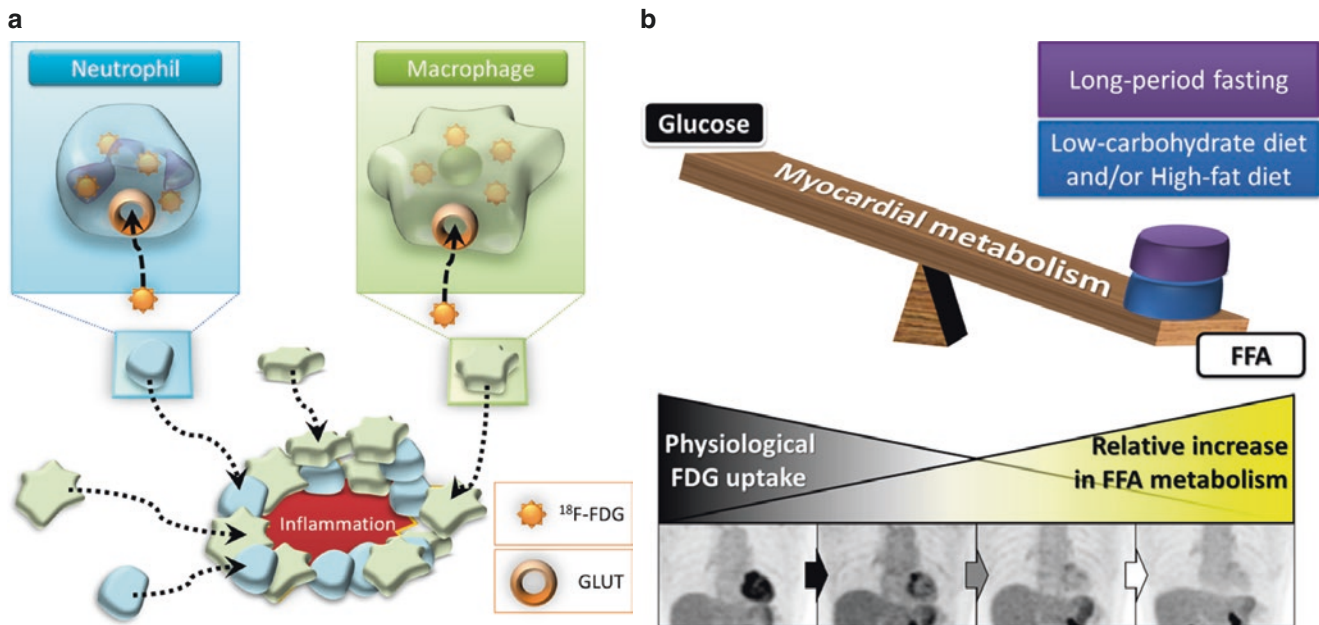 a
Neutrophil
Macrophage
Inflammation
¹⁸F-FDG
GLUT
b
Long-period fasting
Low-carbohydrate diet
and/or High-fat diet
Glucose
Myocardial metabolism
FFA
Physiological
FDG uptake
Relative increase
in FFA metabolism